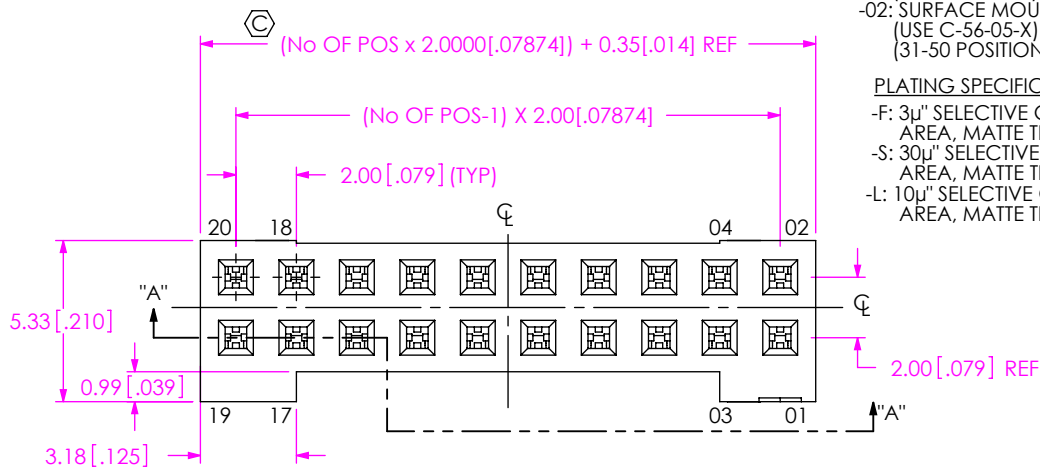 -02: SURFACE MOU
(USE C-56-05-X)
(31-50 POSITION
PLATING SPECIFIC
-F: 3µ" SELECTIVE
AREA, MATTE
-S: 30µ" SELECTIVE
AREA, MATTE
-L: 10µ" SELECTIVE
AREA, MATTE
C
(No OF POS x 2.0000[.07874]) + 0.35[.014] REF
(No OF POS-1) X 2.00[.07874]
2.00[.079] (TYP)
℄
20 18 04 02
"A"
℄
5.33[.210]
2.00[.079] REF
0.99[.039]
19 17 03 01
"A"
3.18[.125]